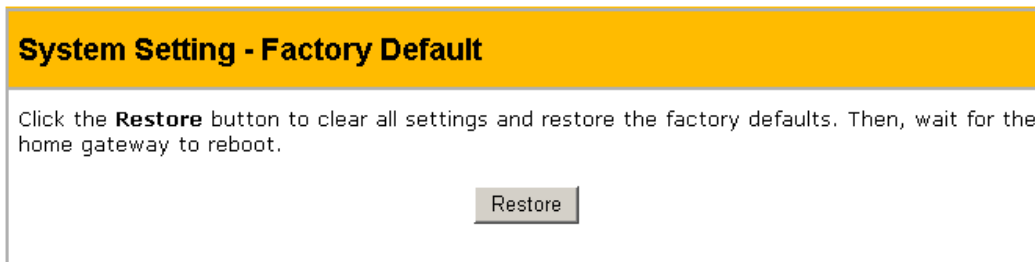 System Setting - Factory Default
Click the Restore button to clear all settings and restore the factory defaults. Then, wait for the
home gateway to reboot.
Restore